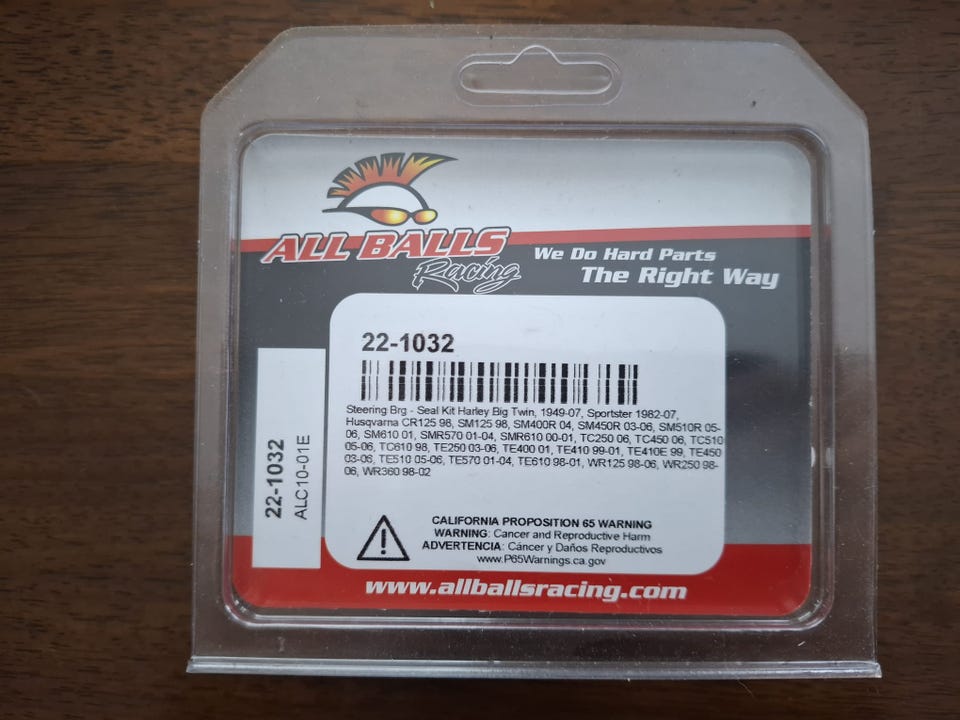 ALL BALLS
Racing
We Do Hard Parts
The Right Way
22-1032
Steering Brg - Seal Kit Harley Big Twin, 1949-07, Sportster 1982-07,
Husqvarna CR125 98, SM125 98, SM400R 04, SM450R 03-06, SM510R 05-
06, SM610 01, SMR570 01-04, SMR610 00-01, TC250 06, TC450 06, TC510
05-06, TC610 98, TE250 03-06, TE400 01, TE410 99-01, TE410E 99, TE450
03-06, TE510 05-06, TE570 01-04, TE610 98-01, WR125 98-06, WR250 98-
06, WR360 98-02
22-1032
ALC10-01E
CALIFORNIA PROPOSITION 65 WARNING
WARNING: Cancer and Reproductive Harm
ADVERTENCIA: Cáncer y Daños Reproductivos
www.P65Warnings.ca.gov
www.allballsracing.com